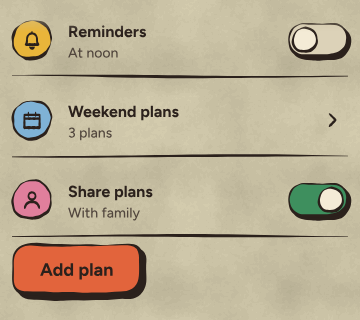 Reminders
At noon
Weekend plans
3 plans
Share plans
With family
Add plan